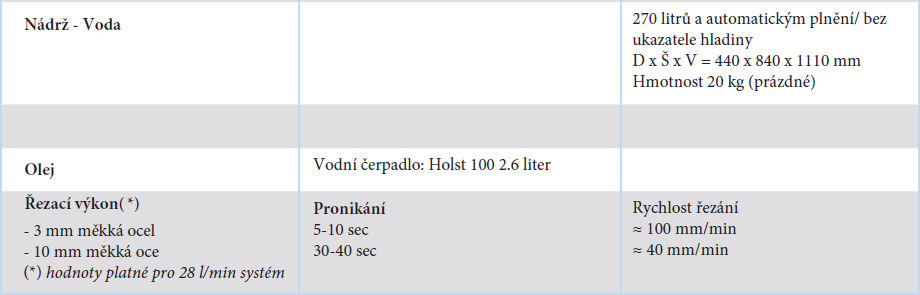 Nádrž - Voda
270 litrů a automatickým plnění/ bez
ukazatele hladiny
D x Š x V = 440 x 840 x 1110 mm
Hmotnost 20 kg (prázdné)
Olej
Vodní čerpadlo: Holst 100 2.6 liter
Řezací výkon( *)
Pronikání
Rychlost řezání
- 3 mm měkká ocel
5-10 sec
≈ 100 mm/min
- 10 mm měkká oce
30-40 sec
≈ 40 mm/min
(*) hodnoty platné pro 28 l/min systém